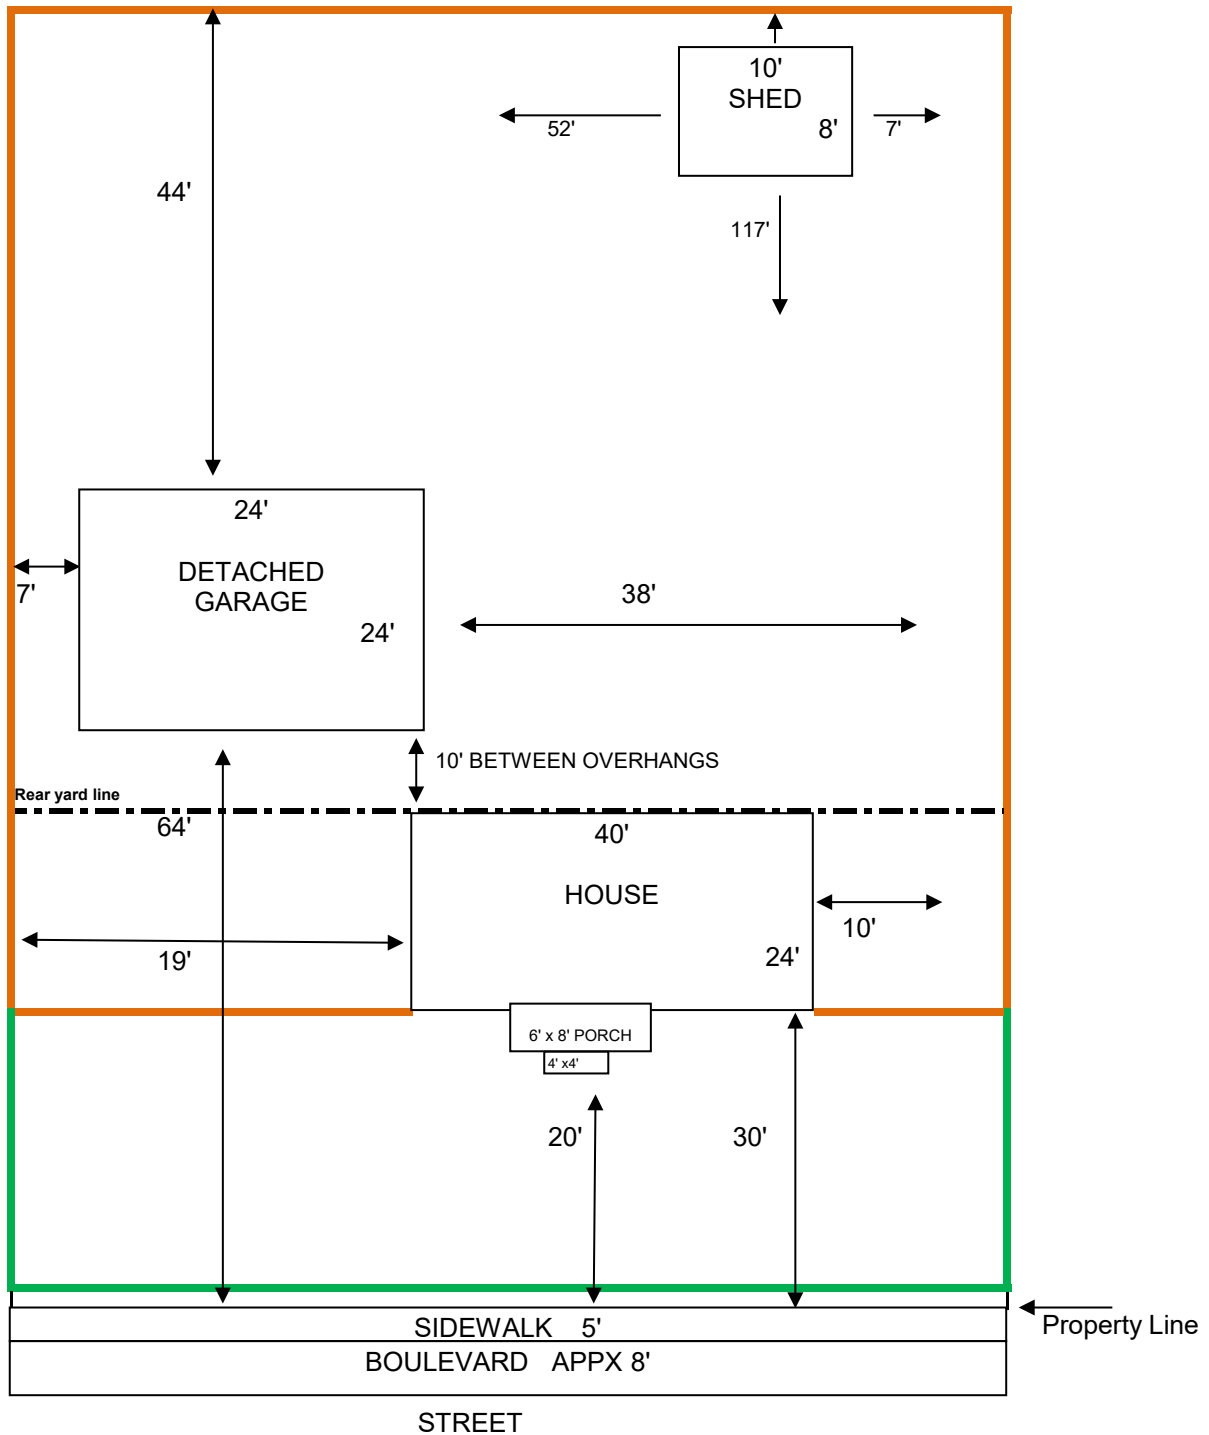 10'
SHED
52'
8'
7'
44'
117'
24'
DETACHED
GARAGE
7'
38'
24'
10' BETWEEN OVERHANGS
Rear yard line
64'
40'
HOUSE
10'
19'
24'
6' x 8' PORCH
4' x4'
20'
30'
SIDEWALK 5'
Property Line
BOULEVARD APPX 8'
STREET